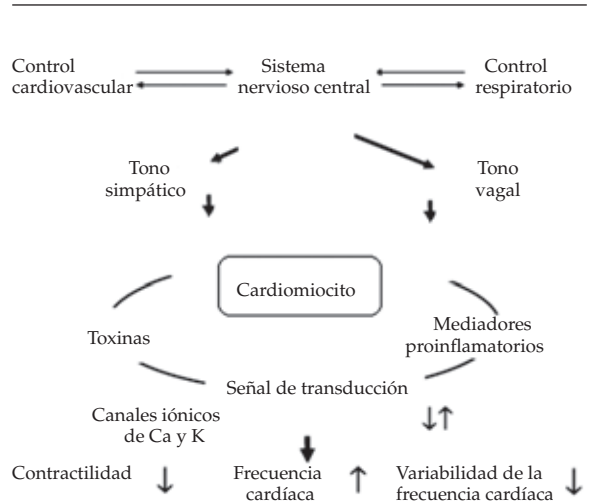 Control
cardiovascular
Sistema
nervioso central
Control
respiratorio
Tono
simpático
Tono
vagal
Cardiomiocito
Toxinas
Mediadores
proinflamatorios
Señal de transducción
Canales iónicos
de Ca y K
Contractilidad
Frecuencia
cardíaca
Variabilidad de la
frecuencia cardíaca